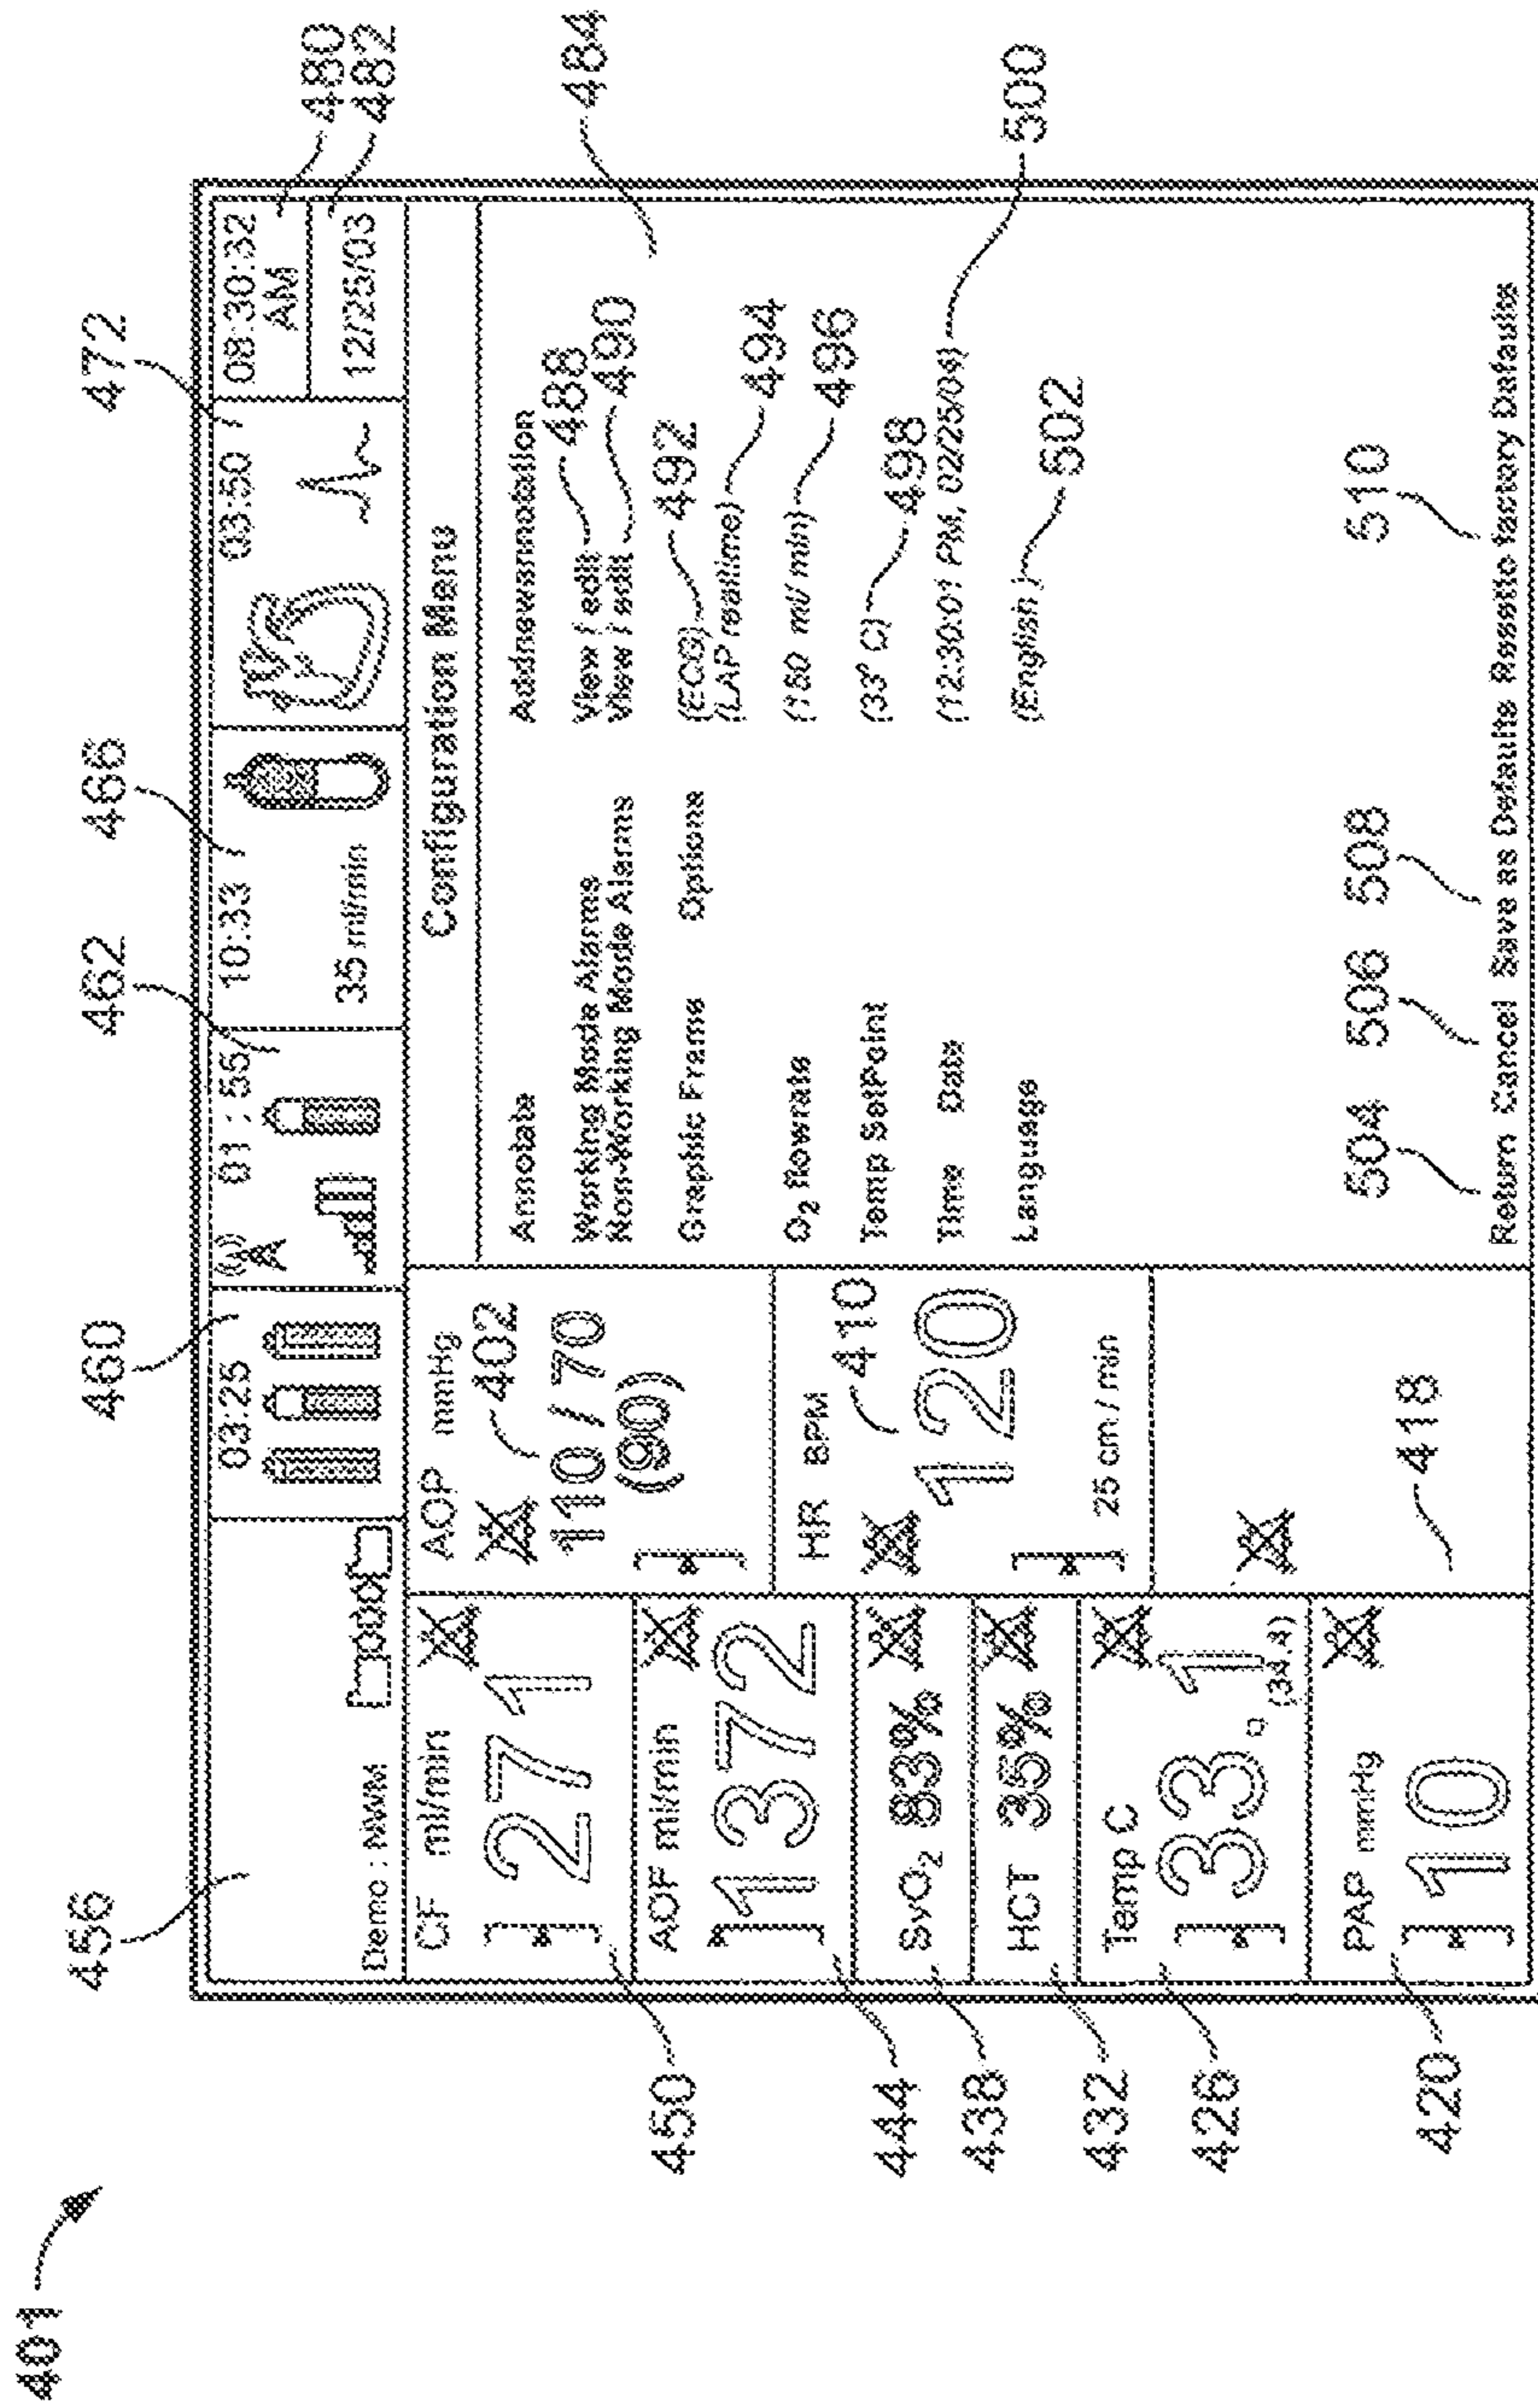 401
456
460
462
466
472
480
482
484
03:25
01 : 55
10:33
03:50
08:30:32
AM
35 ml/min
12/25/03
Demo : NWM
CF ml/min
271
450
AOF ml/min
1372
444
SvO₂ 83%
438
HCT 35%
432
Temp C
33.1
(34.4)
426
PAP mmHg
10
420
AOP mmHg
402
110 / 70
(90)
HR BPM
410
120
25 cm / min
418
Configuration Menu
Annotate Addnewannotation
Working Mode Alarms View / edit 488
Non-Working Mode Alarms View / edit 490
Graphic Frame Options (ECG) 492
(LAP realtime) 494
O₂ flowrate (150 ml/ min) 496
Temp SetPoint (33° C) 498
Time Date (12:30:01 PM, 02/25/04) 500
Language (English) 502
504 506 508 510
Return Cancel Save as Defaults Resetto factory Defaults